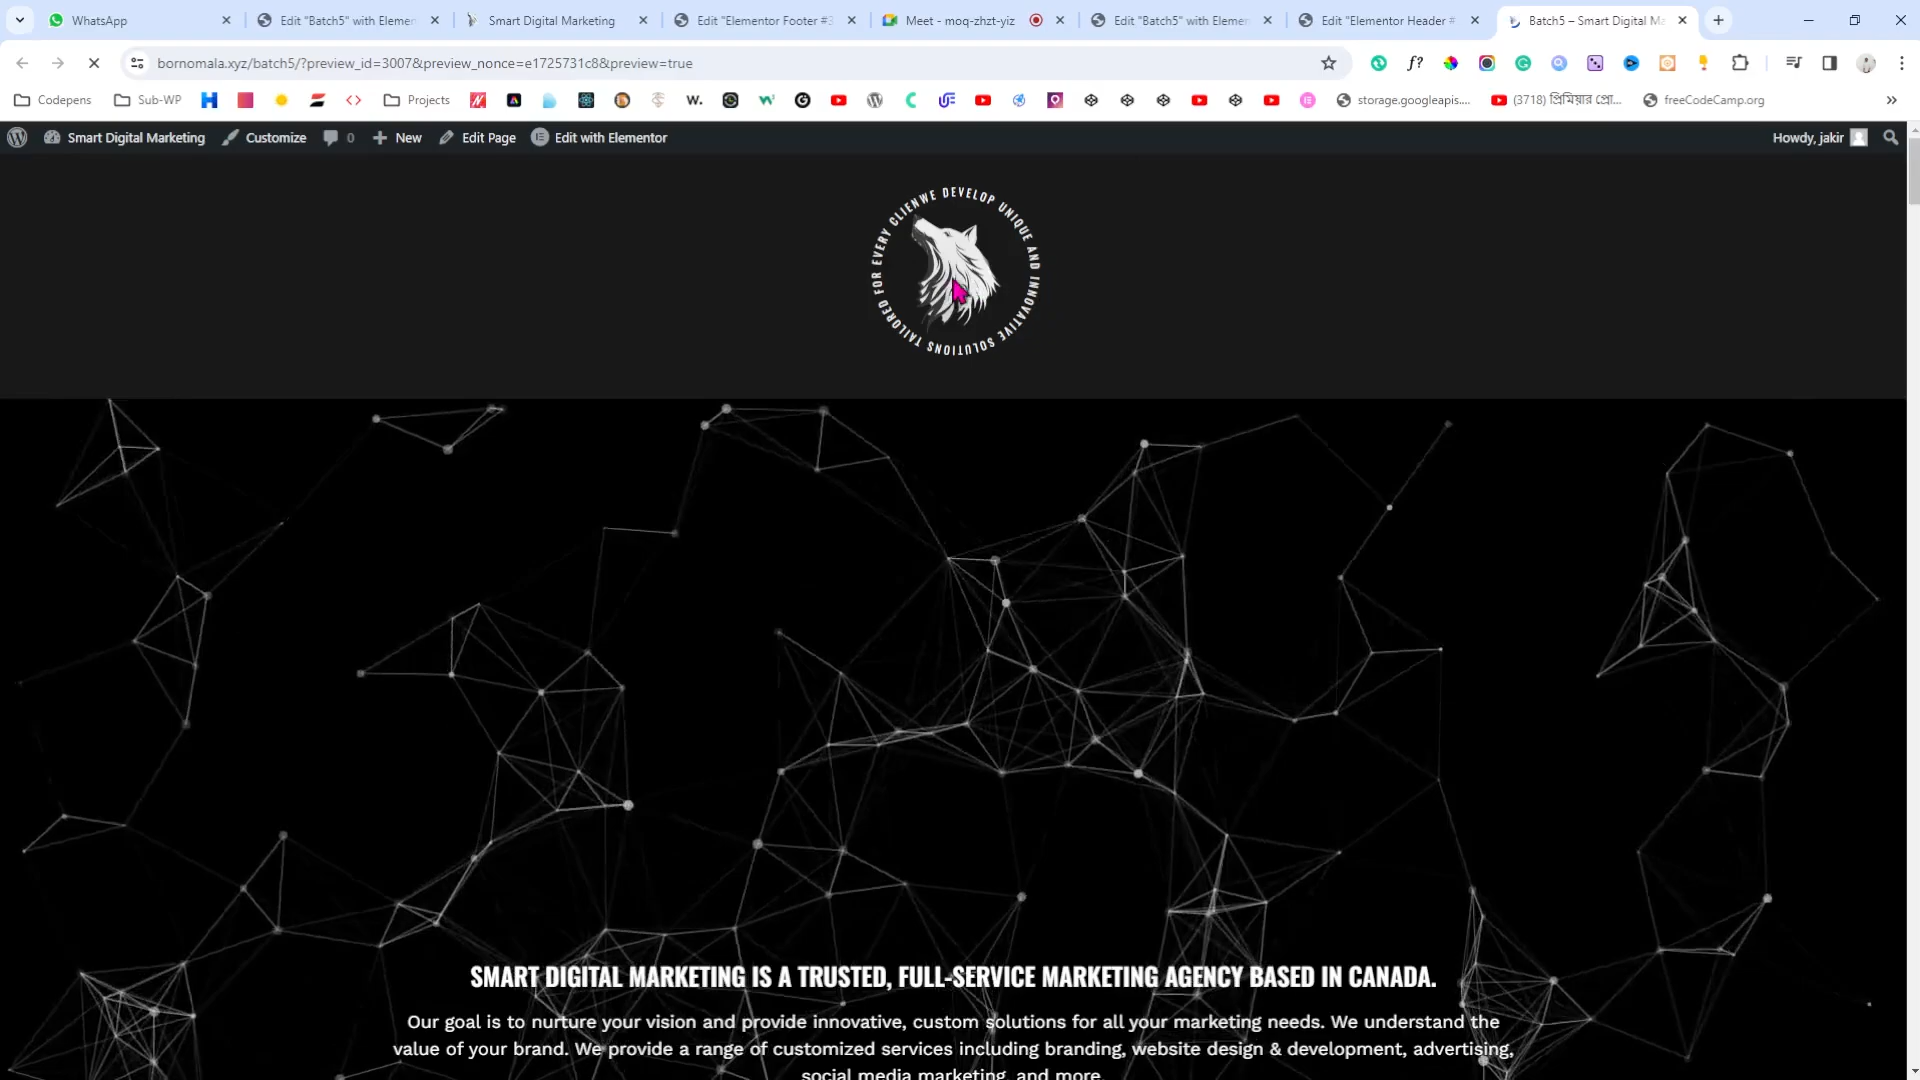 WhatsApp
Edit "Batch5" with Elemen
Smart Digital Marketing
Edit "Elementor Footer #3
Meet - moq-zhzt-yiz
Edit "Batch5" with Elemen
Edit "Elementor Header #
Batch5 – Smart Digital Ma
bornomala.xyz/batch5/?preview_id=3007&preview_nonce=e1725731c8&preview=true
Codepens
Sub-WP
Projects
storage.googleapis....
(3718) প্রিমিয়ার প্রো...
freeCodeCamp.org
Smart Digital Marketing
Customize
0
New
Edit Page
Edit with Elementor
Howdy, jakir
WE DEVELOP UNIQUE AND INNOVATIVE SOLUTIONS TAILORED FOR EVERY CLIEN
SMART DIGITAL MARKETING IS A TRUSTED, FULL-SERVICE MARKETING AGENCY BASED IN CANADA.
Our goal is to nurture your vision and provide innovative, custom solutions for all your marketing needs. We understand the
value of your brand. We provide a range of customized services including branding, website design & development, advertising,
social media marketing, and more.